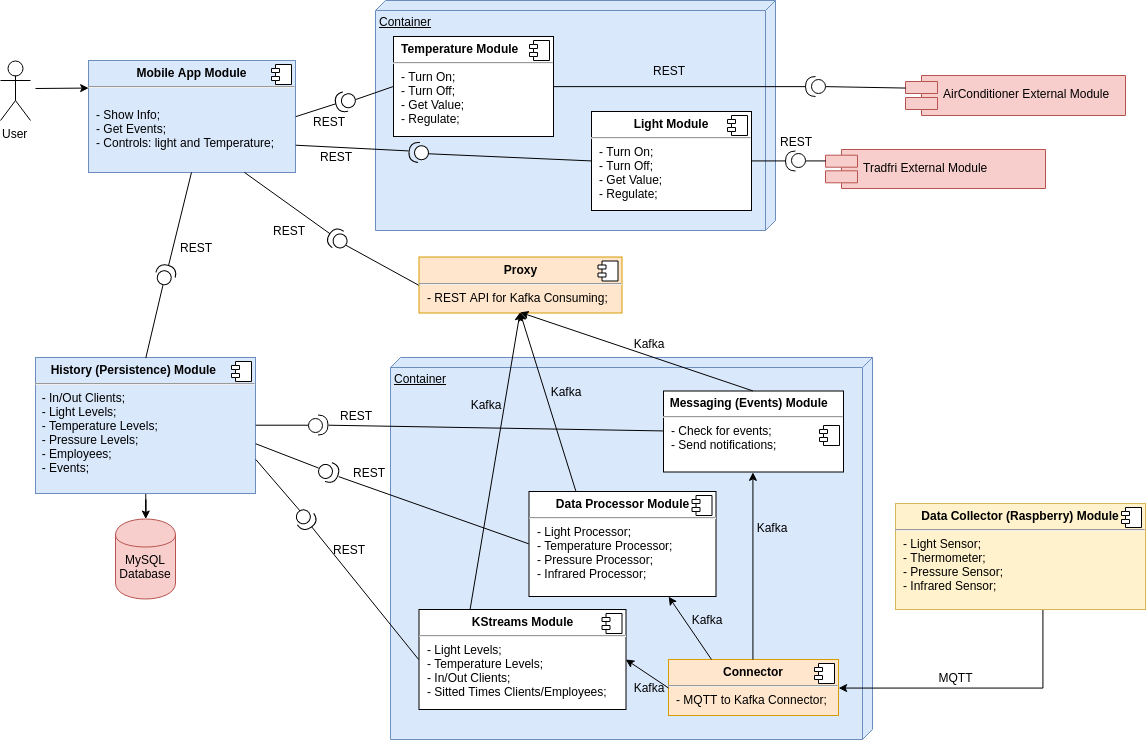 Container
Temperature Module
- Turn On;
- Turn Off;
- Get Value;
- Regulate;
Mobile App Module
- Show Info;
- Get Events;
- Controls: light and Temperature;
User
REST
REST
REST
AirConditioner External Module
Light Module
- Turn On;
- Turn Off;
- Get Value;
- Regulate;
REST
Tradfri External Module
REST
REST
Proxy
- REST API for Kafka Consuming;
History (Persistence) Module
- In/Out Clients;
- Light Levels;
- Temperature Levels;
- Pressure Levels;
- Employees;
- Events;
MySQL
Database
Container
Kafka
Kafka
Kafka
REST
REST
REST
Messaging (Events) Module
- Check for events;
- Send notifications;
Data Processor Module
- Light Processor;
- Temperature Processor;
- Pressure Processor;
- Infrared Processor;
Kafka
Data Collector (Raspberry) Module
- Light Sensor;
- Thermometer;
- Pressure Sensor;
- Infrared Sensor;
KStreams Module
- Light Levels;
- Temperature Levels;
- In/Out Clients;
- Sitted Times Clients/Employees;
Kafka
Kafka
Connector
- MQTT to Kafka Connector;
MQTT